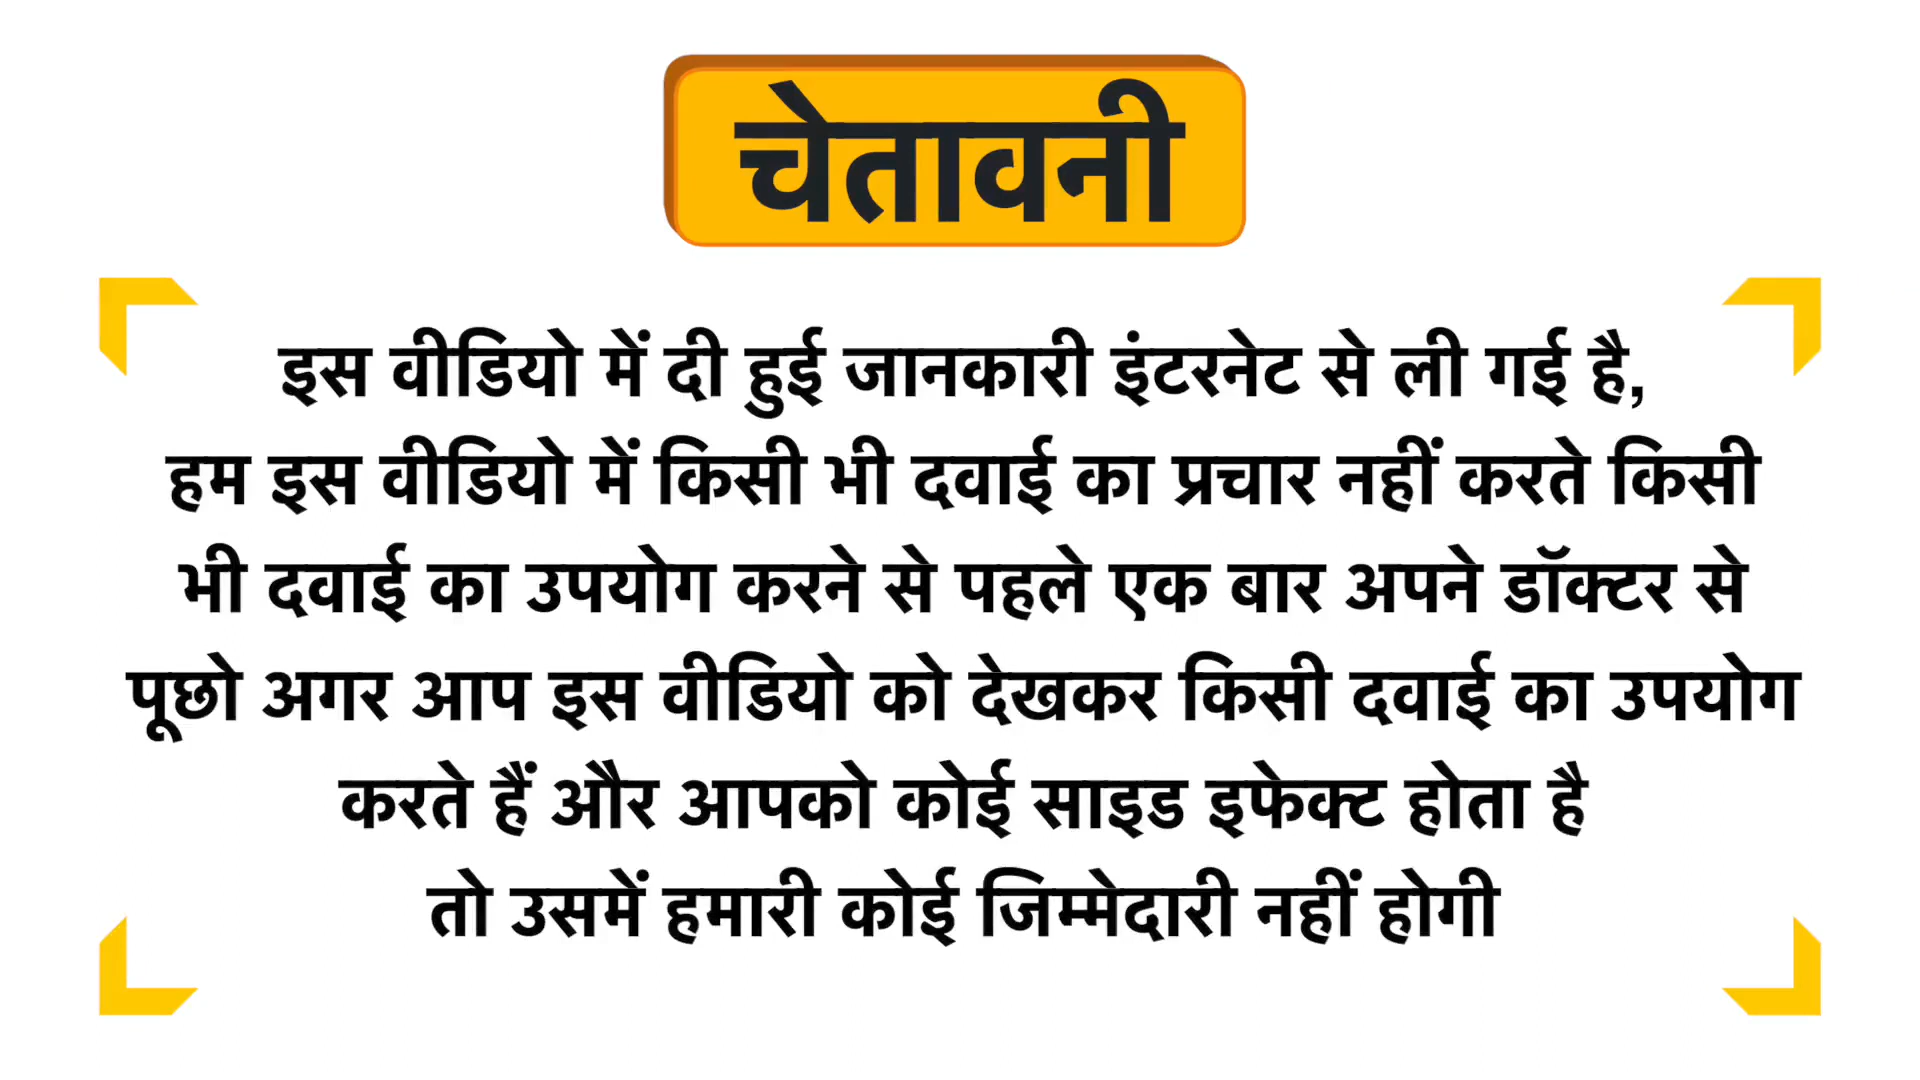 चेतावनी
इस वीडियो में दी हुई जानकारी इंटरनेट से ली गई है,
हम इस वीडियो में किसी भी दवाई का प्रचार नहीं करते किसी
भी दवाई का उपयोग करने से पहले एक बार अपने डॉक्टर से
पूछो अगर आप इस वीडियो को देखकर किसी दवाई का उपयोग
करते हैं और आपको कोई साइड इफेक्ट होता है
तो उसमें हमारी कोई जिम्मेदारी नहीं होगी